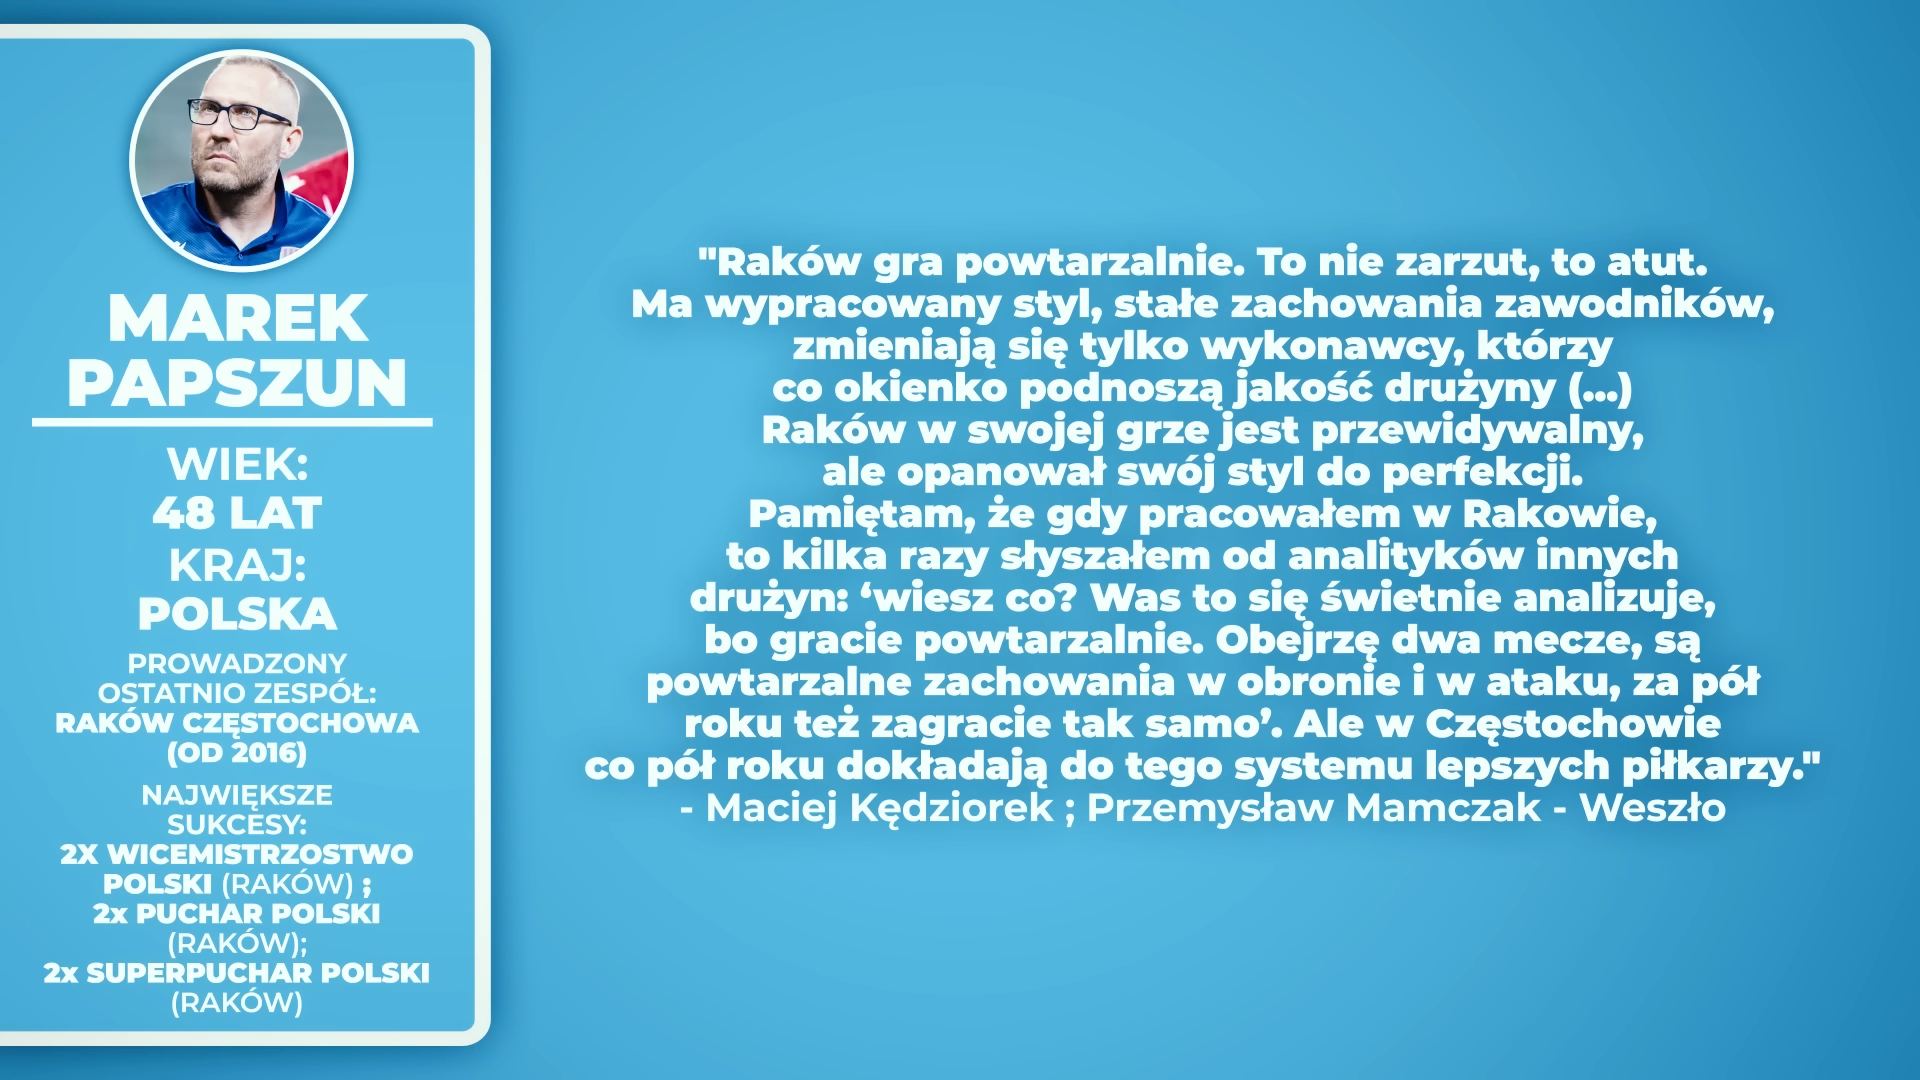 MAREK
PAPSZUN
WIEK:
48 LAT
KRAJ:
POLSKA
PROWADZONY
OSTATNIO ZESPÓŁ:
RAKÓW CZĘSTOCHOWA
(OD 2016)
NAJWIĘKSZE
SUKCESY:
2X WICEMISTRZOSTWO
POLSKI (RAKÓW) ;
2x PUCHAR POLSKI
(RAKÓW);
2x SUPERPUCHAR POLSKI
(RAKÓW)
"Raków gra powtarzalnie. To nie zarzut, to atut.
Ma wypracowany styl, stałe zachowania zawodników,
zmieniają się tylko wykonawcy, którzy
co okienko podnoszą jakość drużyny (...)
Raków w swojej grze jest przewidywalny,
ale opanował swój styl do perfekcji.
Pamiętam, że gdy pracowałem w Rakowie,
to kilka razy słyszałem od analityków innych
drużyn: ‘wiesz co? Was to się świetnie analizuje,
bo gracie powtarzalnie. Obejrzę dwa mecze, są
powtarzalne zachowania w obronie i w ataku, za pół
roku też zagracie tak samo’. Ale w Częstochowie
co pół roku dokładają do tego systemu lepszych piłkarzy."
- Maciej Kędziorek ; Przemysław Mamczak - Weszło